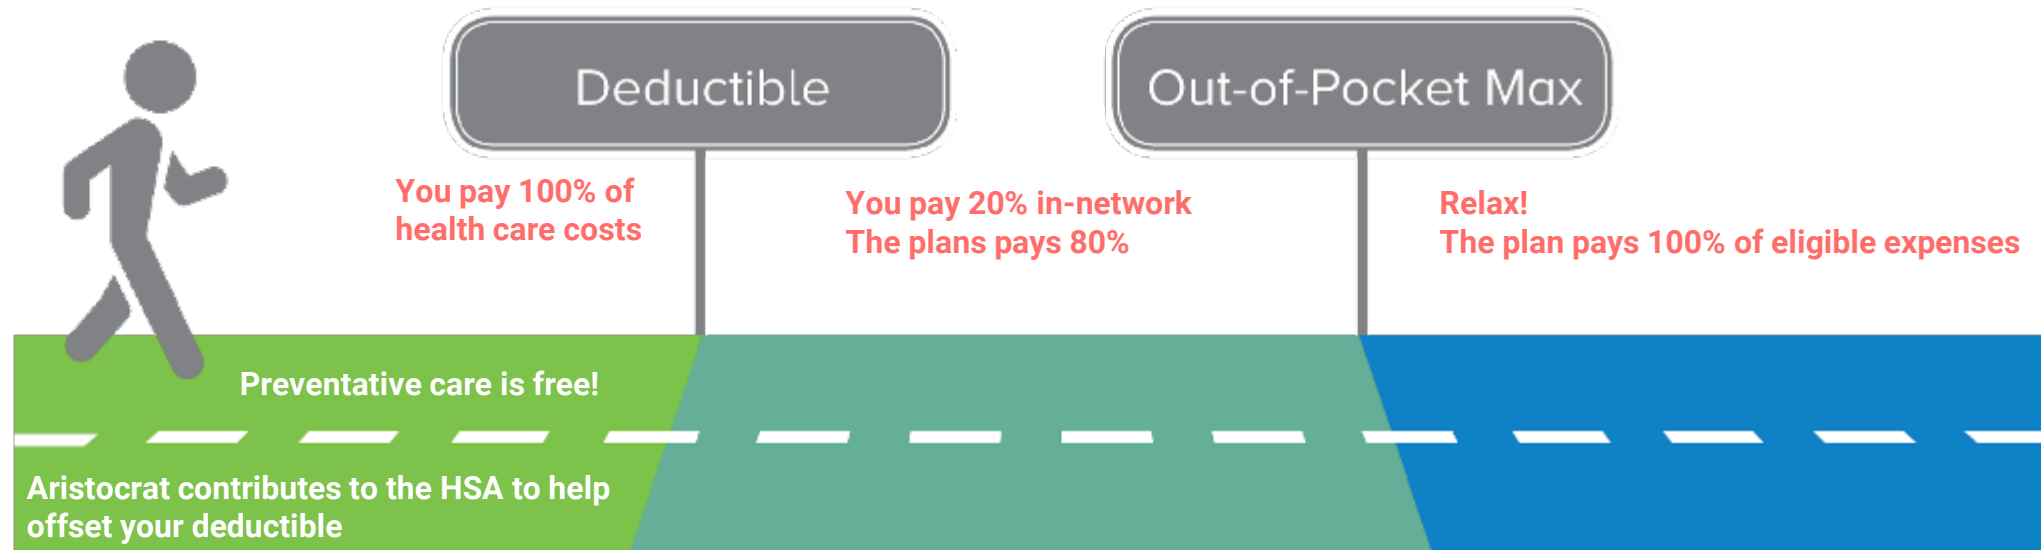 Deductible
Out-of-Pocket Max
You pay 100% of
health care costs
You pay 20% in-network
The plans pays 80%
Relax!
The plan pays 100% of eligible expenses
Preventative care is free!
Aristocrat contributes to the HSA to help
offset your deductible